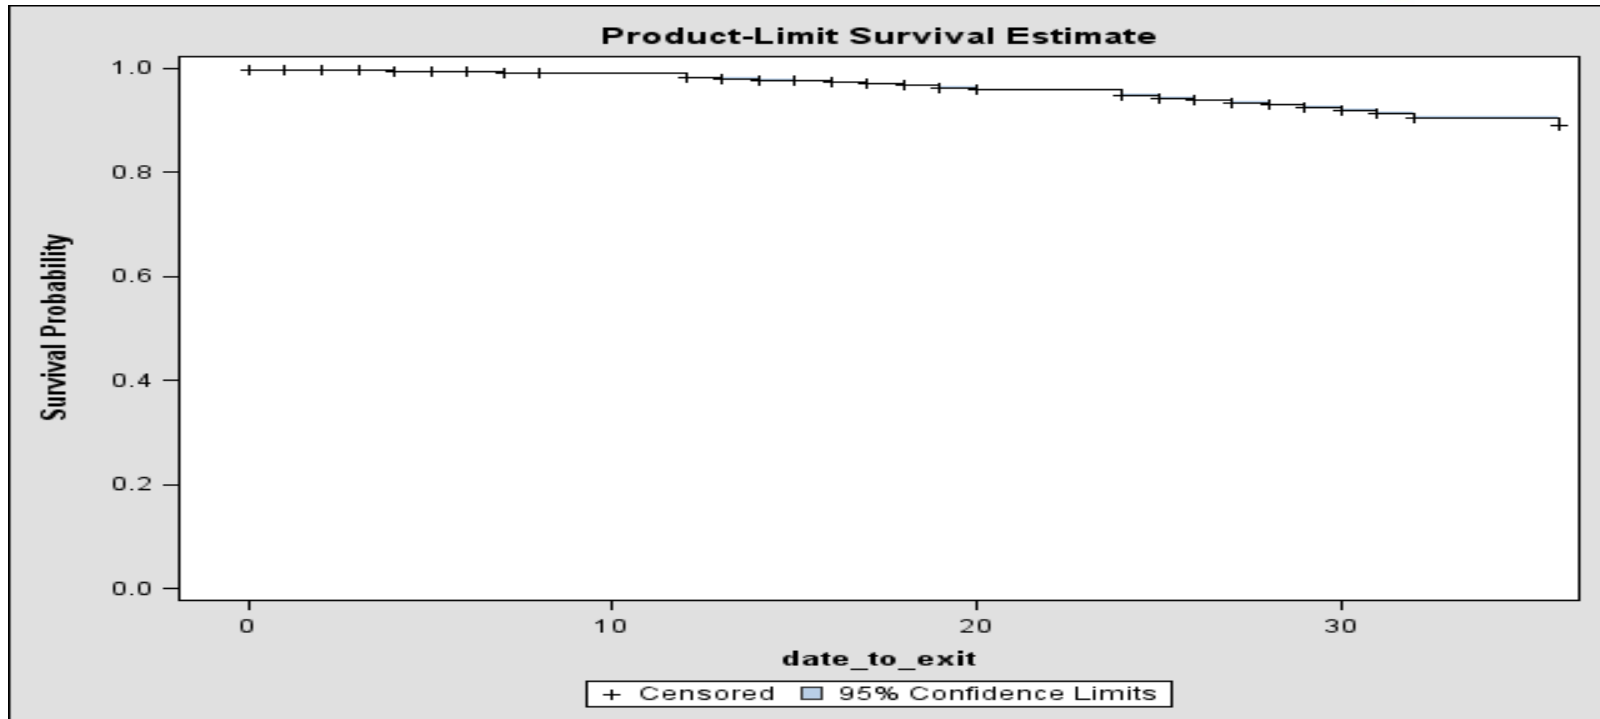 Product-Limit Survival Estimate
1.0
0.8
0.6
0.4
0.2
0.0
Survival Probability
0 10 20 30
date_to_exit
+ Censored 95% Confidence Limits